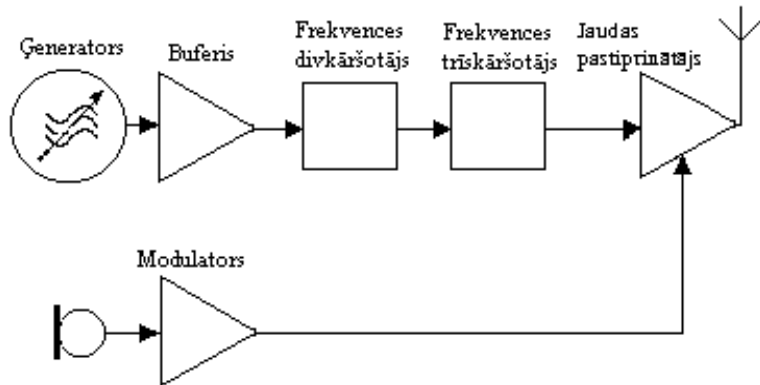 Ģenerators
Buferis
Frekvences
divkāršotājs
Frekvences
trīskāršotājs
Jaudas
pastiprinātājs
Modulators